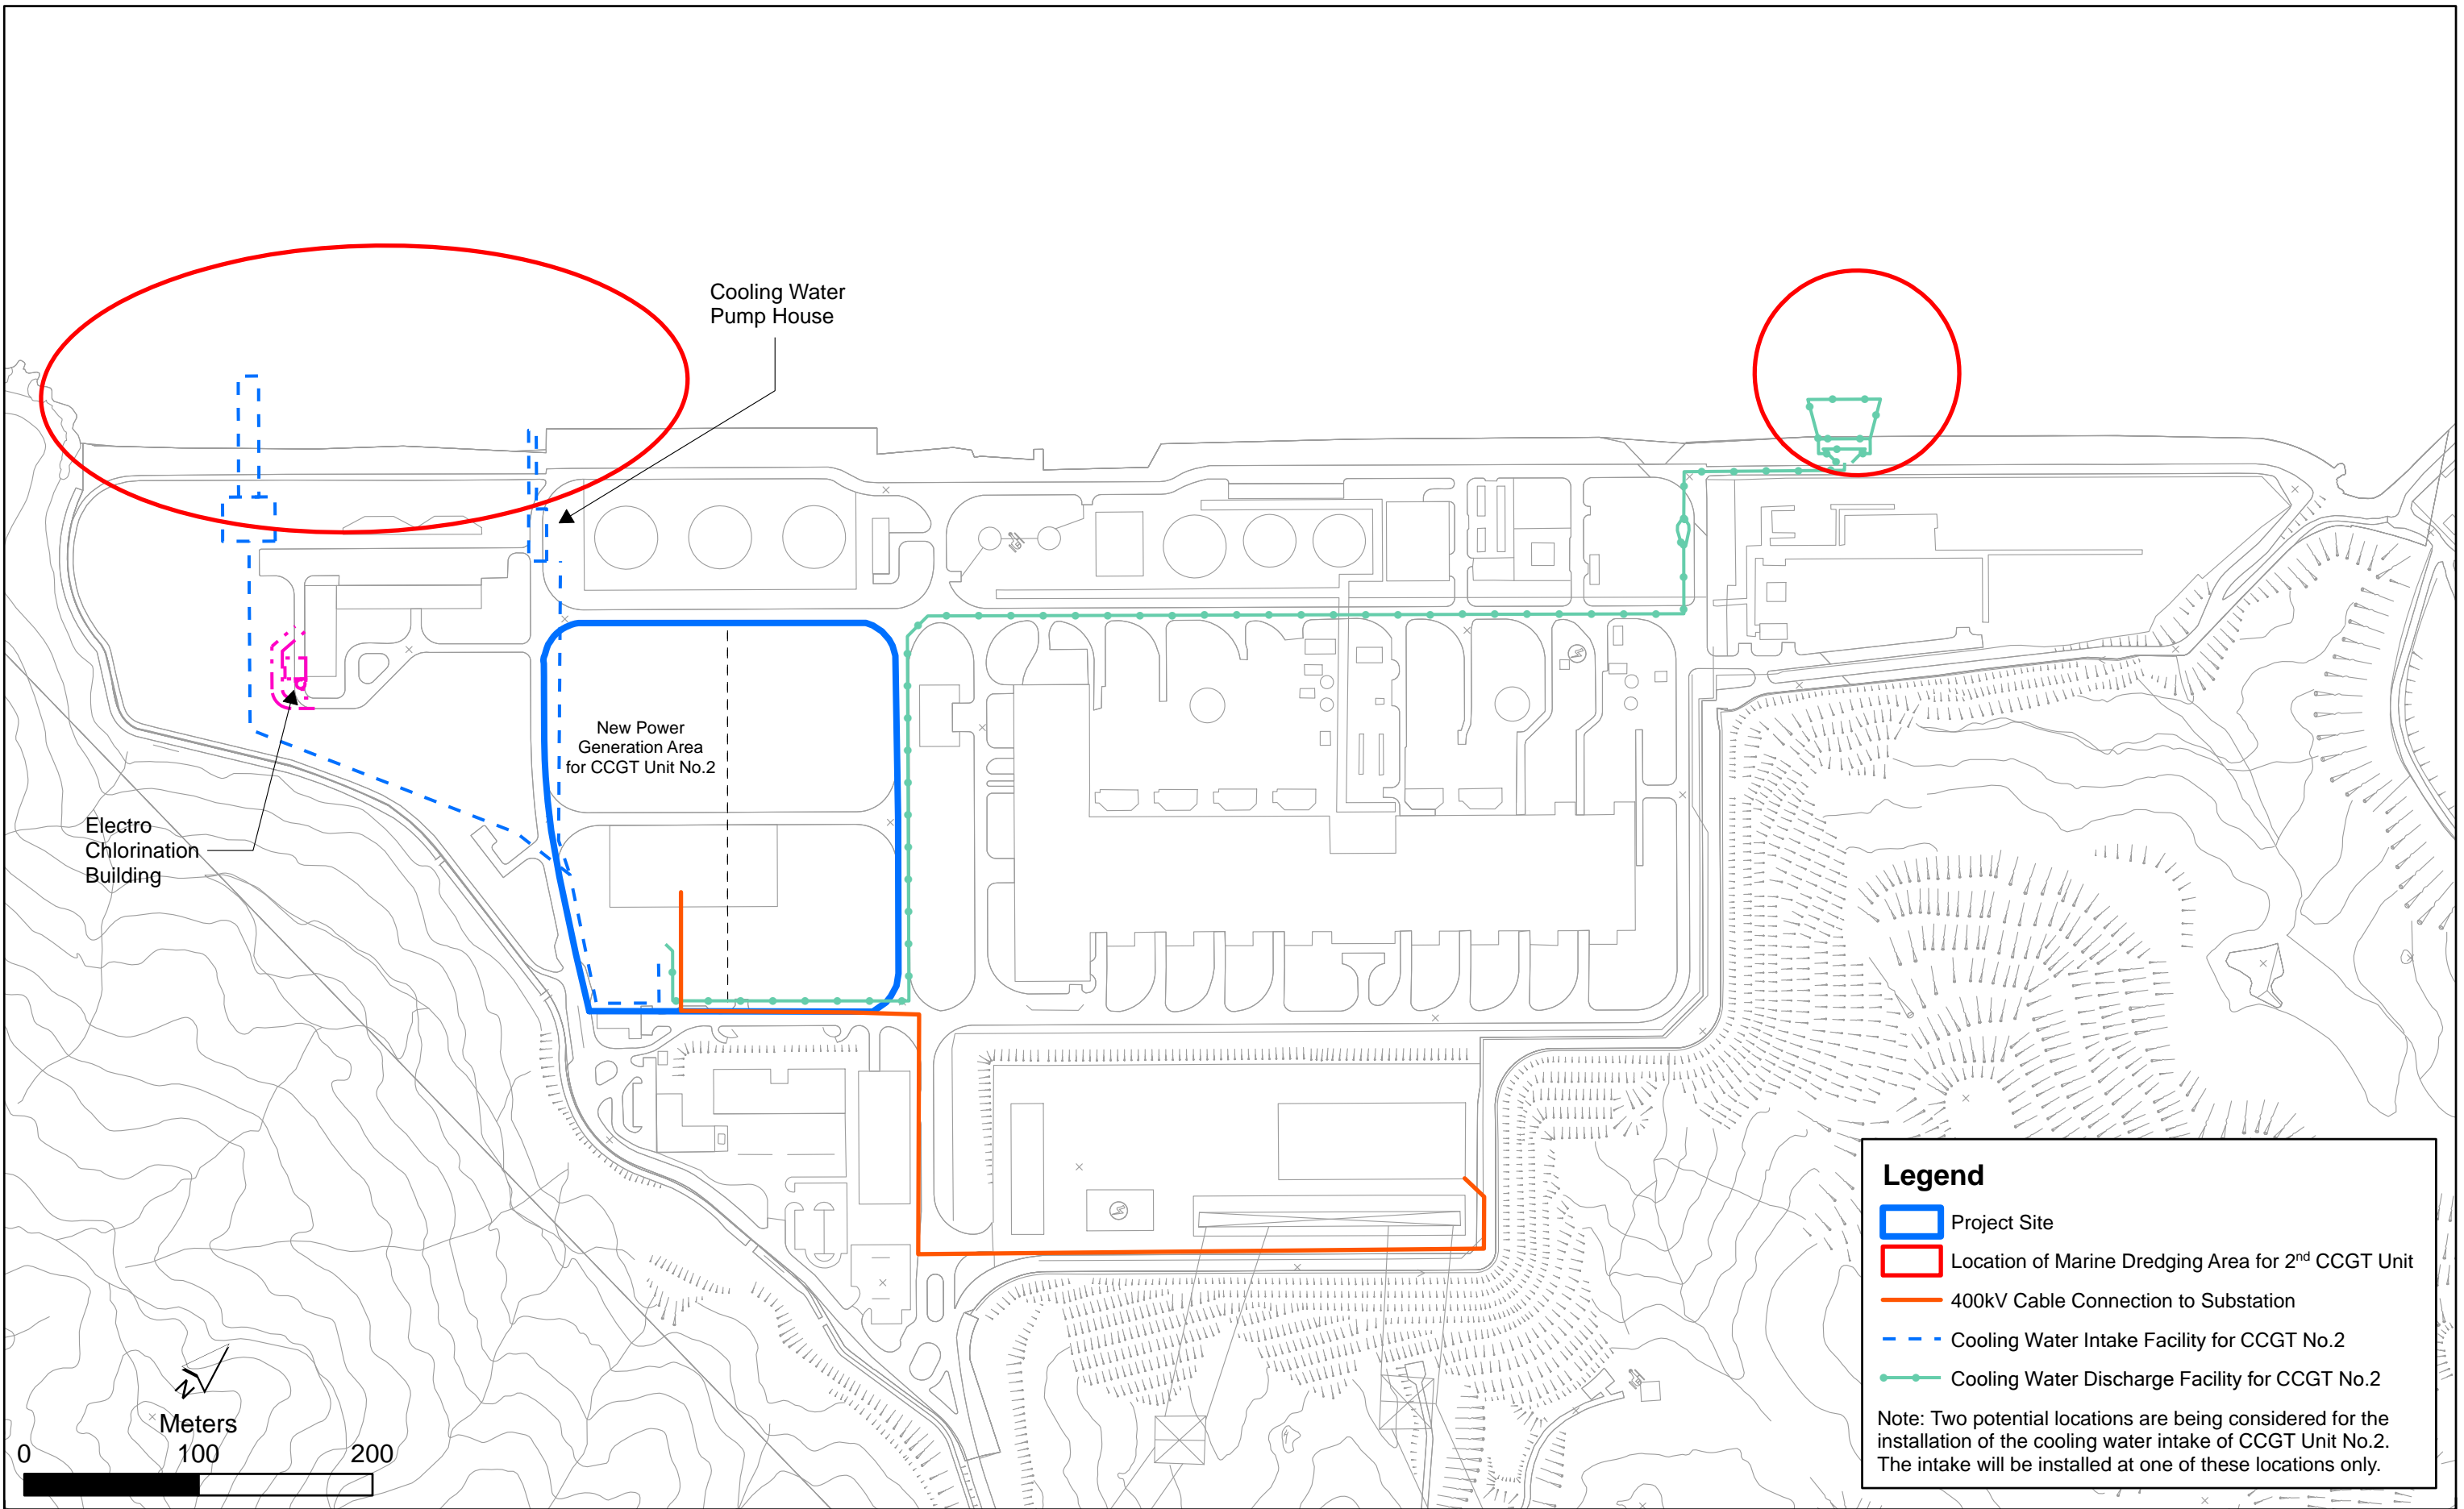 Cooling Water
Pump House
New Power
Generation Area
for CCGT Unit No.2
Electro
Chlorination
Building
N
Meters
0 100 200
Legend
Project Site
Location of Marine Dredging Area for 2nd CCGT Unit
400kV Cable Connection to Substation
Cooling Water Intake Facility for CCGT No.2
Cooling Water Discharge Facility for CCGT No.2
Note: Two potential locations are being considered for the
installation of the cooling water intake of CCGT Unit No.2.
The intake will be installed at one of these locations only.